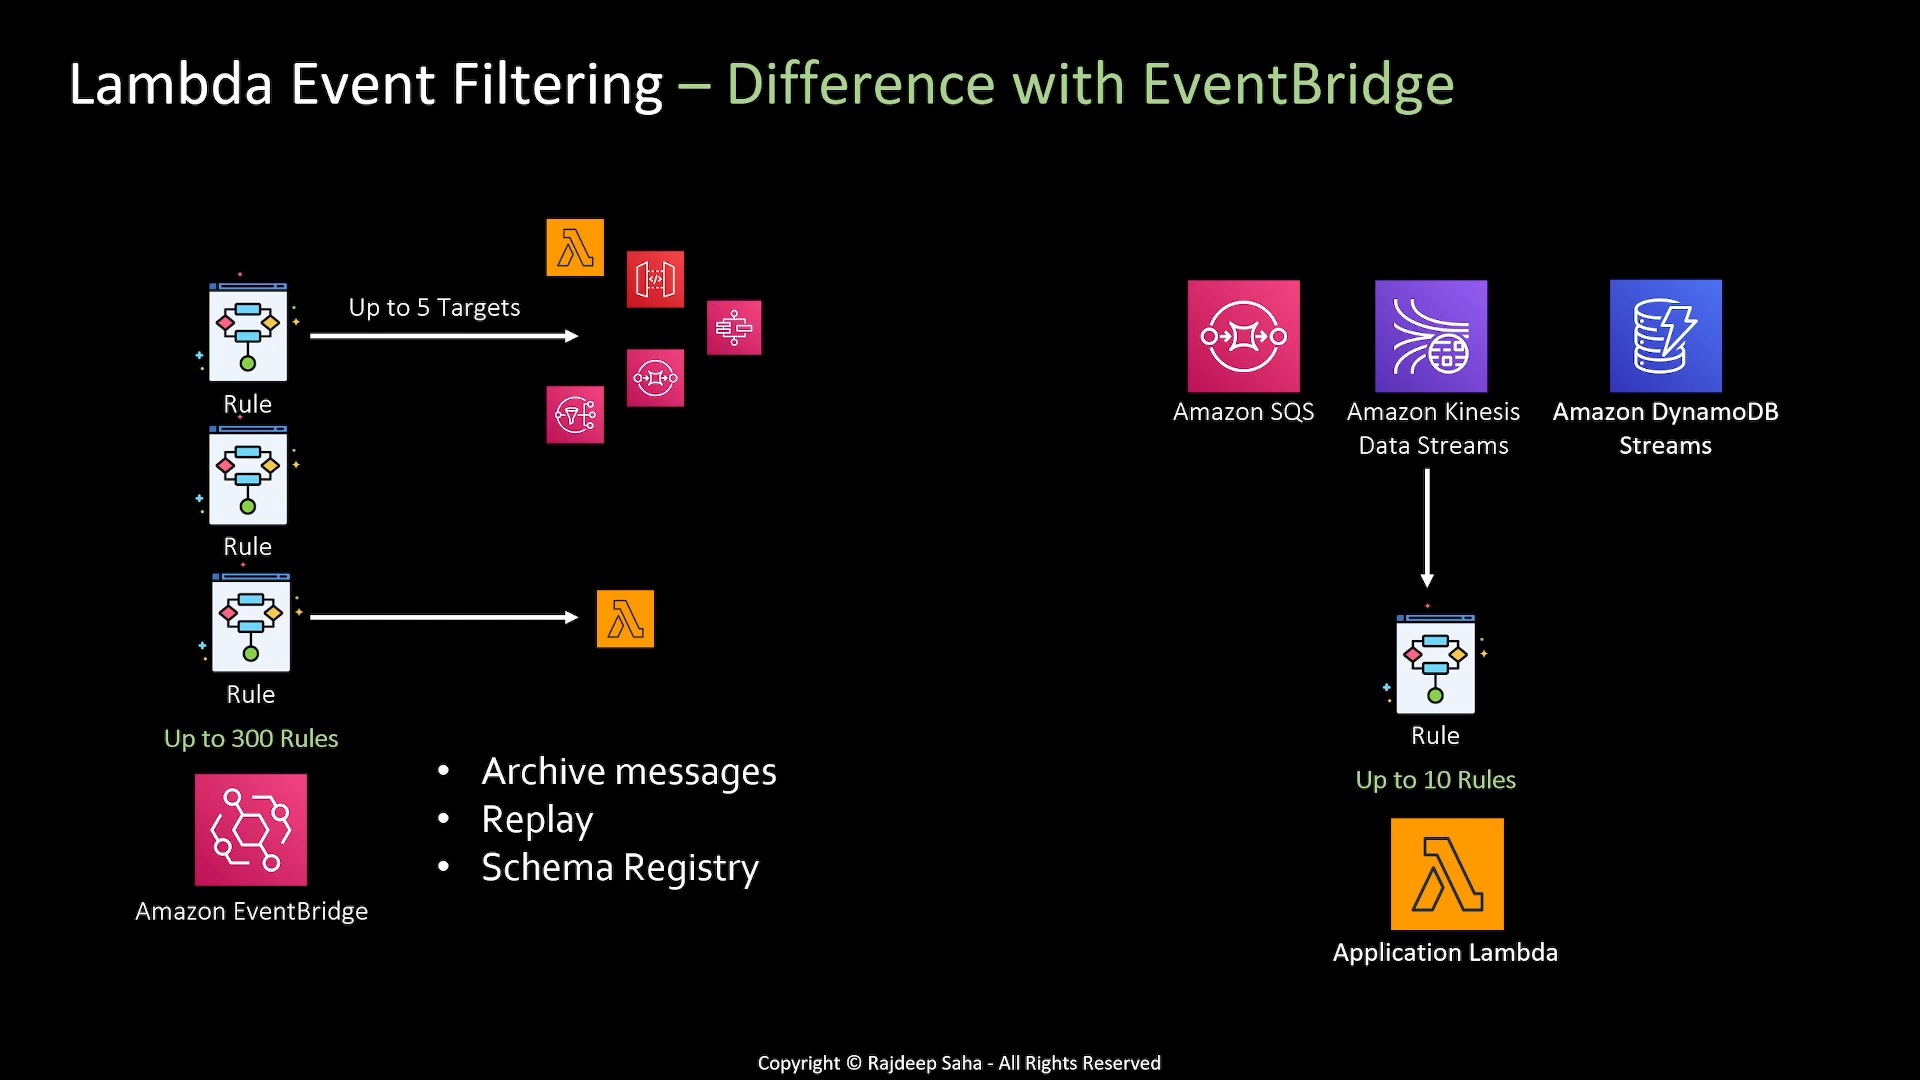 Lambda Event Filtering – Difference with EventBridge
Up to 5 Targets
Rule
Rule
Rule
Up to 300 Rules
Amazon EventBridge
• Archive messages
• Replay
• Schema Registry
Amazon SQS
Amazon Kinesis
Data Streams
Amazon DynamoDB
Streams
Rule
Up to 10 Rules
Application Lambda
Copyright © Rajdeep Saha - All Rights Reserved